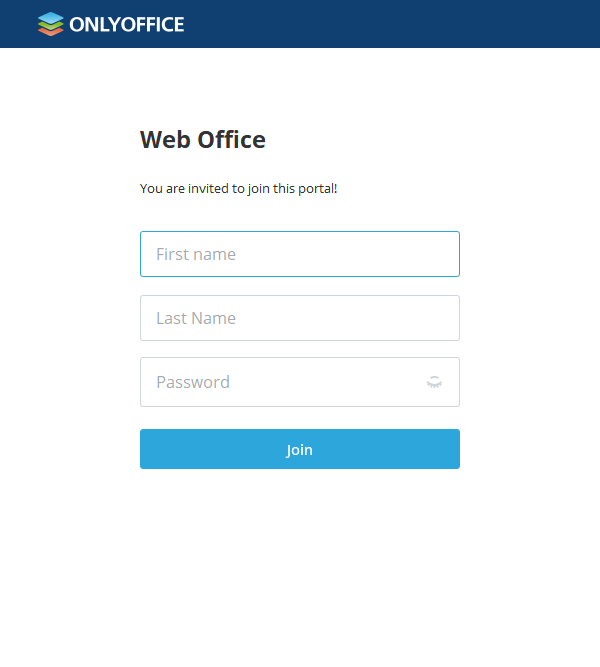 ONLYOFFICE
Web Office
You are invited to join this portal!
First name
Last Name
Password
Join